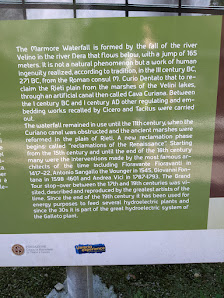 The Marmore Waterfall is formed by the fall of the river
Velino in the river Nera that flows below, with a jump of 165
meters. It is not a natural phenomenon but a work of human
ingenuity realized, according to tradition, in the III century BC,
271 BC, from the Roman consul M. Curio Dentato that to re-
claim the Rieti plain from the marshes of the Velini lakes,
through an artificial canal then called Cava Curiana. Between
the 1 century BC and I century AD other regulating and em-
bedding works recalled by Cicero and Tacitus were carried
out.
The waterfall remained in use until the 11th century, when the
Curiano canal was obstructed and the ancient marshes were
reformed in the plain of Rieti. A new reclamation phase
begins called "reclamations of the Renaissance". Starting
from the 15th century and until the end of the 18th century
many were the interventions made by the most famous ar-
chitects of the time including Fioravante Fioravanti in
1417-22, Antonio Sangallo the Younger in 1545, Giovanni Fon-
tana in 1598-1601 and Andrea Vici in 1787-1793. The Grand
Tour stop-over between the 17th and 19th centuries was vi-
sited, described and reproduced by the greatest artists of the
time. Since the end of the 19th century it has been used for
energy purposes to feed several hydroelectric plants and
since the 30s it is part of the great hydroelectric system of
the Galleto plant.